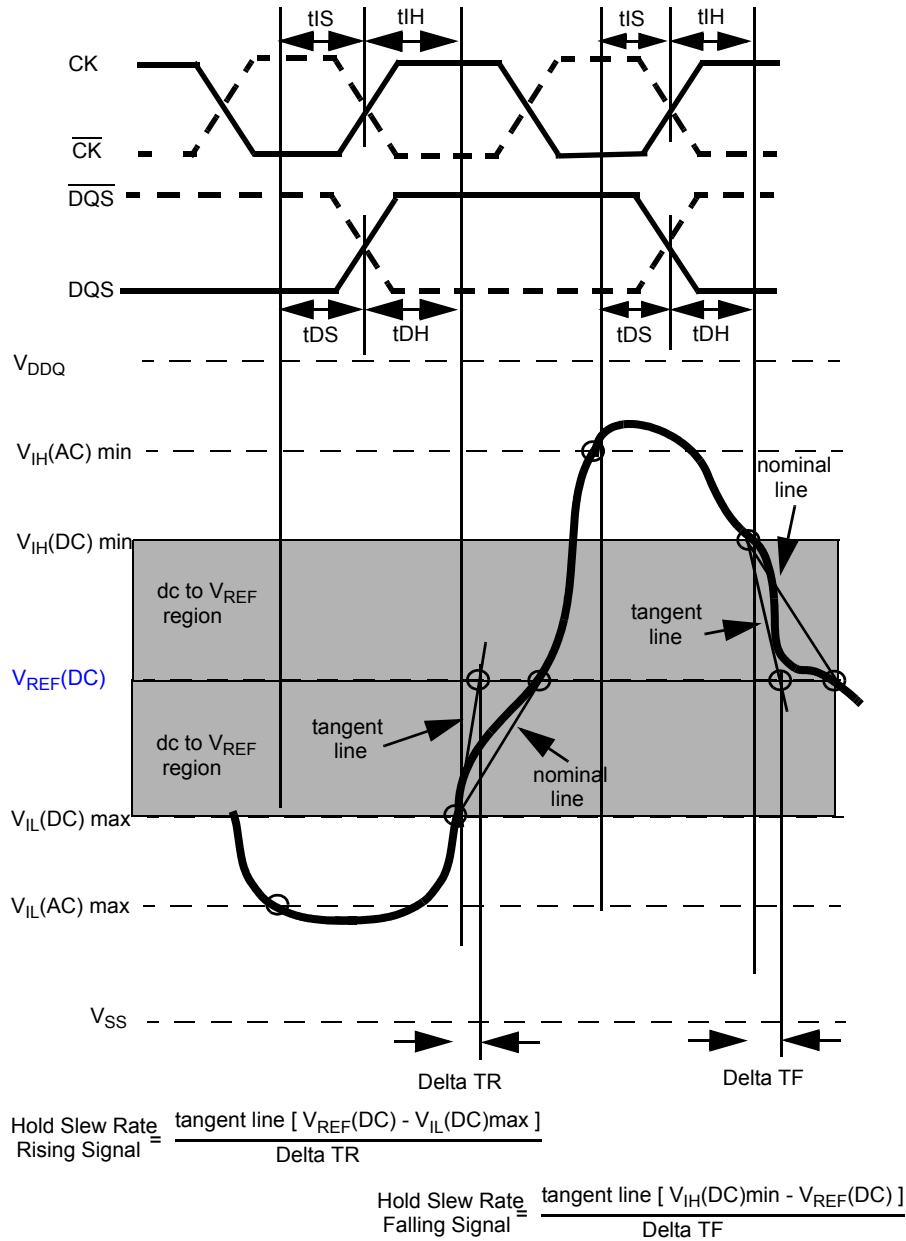 tIS tIH tIS tIH
CK
CK
DQS
DQS
tDS tDH tDS tDH
VDDQ
VIH(AC) min
nominal
line
VIH(DC) min
dc to VREF
region
tangent
line
VREF(DC)
tangent
line
dc to VREF
region
nominal
line
VIL(DC) max
VIL(AC) max
VSS
Delta TR Delta TF
Hold Slew Rate
Rising Signal = tangent line [ VREF(DC) - VIL(DC)max ]
Delta TR
Hold Slew Rate
Falling Signal = tangent line [ VIH(DC)min - VREF(DC) ]
Delta TF